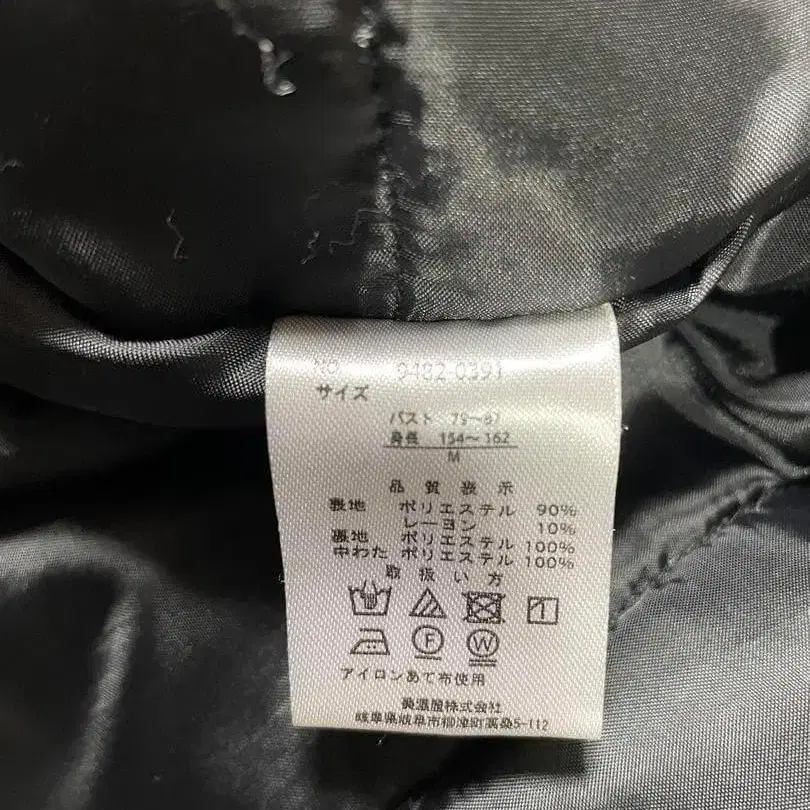 NO. 9482-0391
サイズ
バスト 79～87
身長 154～162
M
品質表示
表地 ポリエステル 90%
レーヨン 10%
裏地 ポリエステル 100%
中わた ポリエステル 100%
取扱い方
F W
アイロンあて布使用
美濃屋株式会社
岐阜県岐阜市柳津町高桑5-112